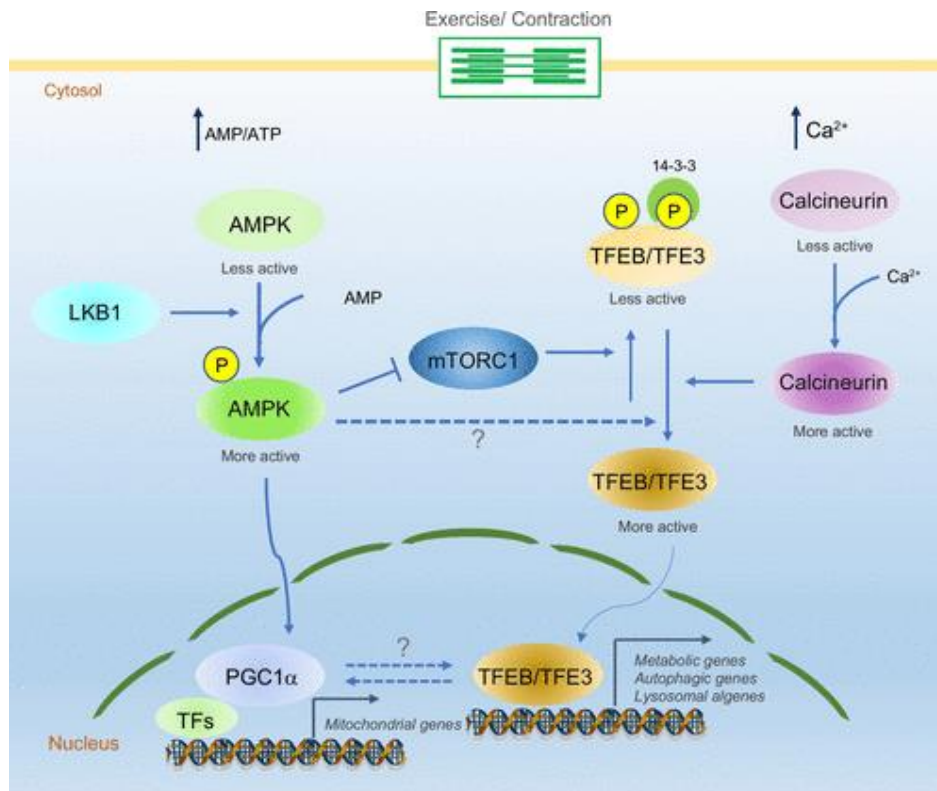 Exercise/ Contraction
Cytosol
AMP/ATP
Ca²⁺
14-3-3
P
P
AMPK
TFEB/TFE3
Calcineurin
Less active
Less active
Less active
AMP
Ca²⁺
LKB1
mTORC1
P
AMPK
Calcineurin
More active
More active
?
TFEB/TFE3
More active
?
PGC1α
TFEB/TFE3
Metabolic genes
Autophagic genes
Lysosomal algenes
TFs
Mitochondrial genes
Nucleus